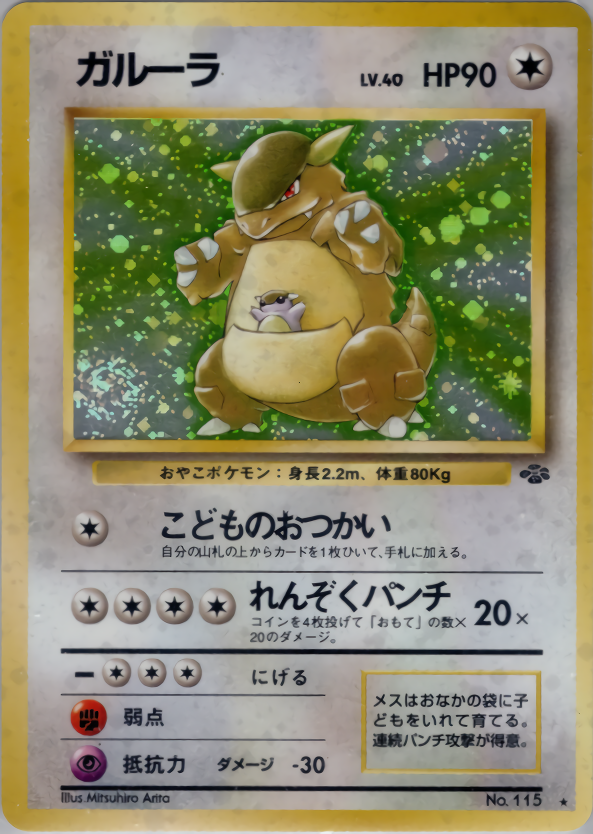 ガルーラ LV.40 HP90
おやこポケモン：身長2.2m、体重80Kg
こどものおつかい
自分の山札の上からカードを1枚ひいて、手札に加える。
れんぞくパンチ 20×
コインを4枚投げて「おもて」の数×
20のダメージ。
にげる
メスはおなかの袋に子
どもをいれて育てる。
連続パンチ攻撃が得意。
弱点
抵抗力 ダメージ -30
Illus.Mitsuhiro Arita No.115 ★